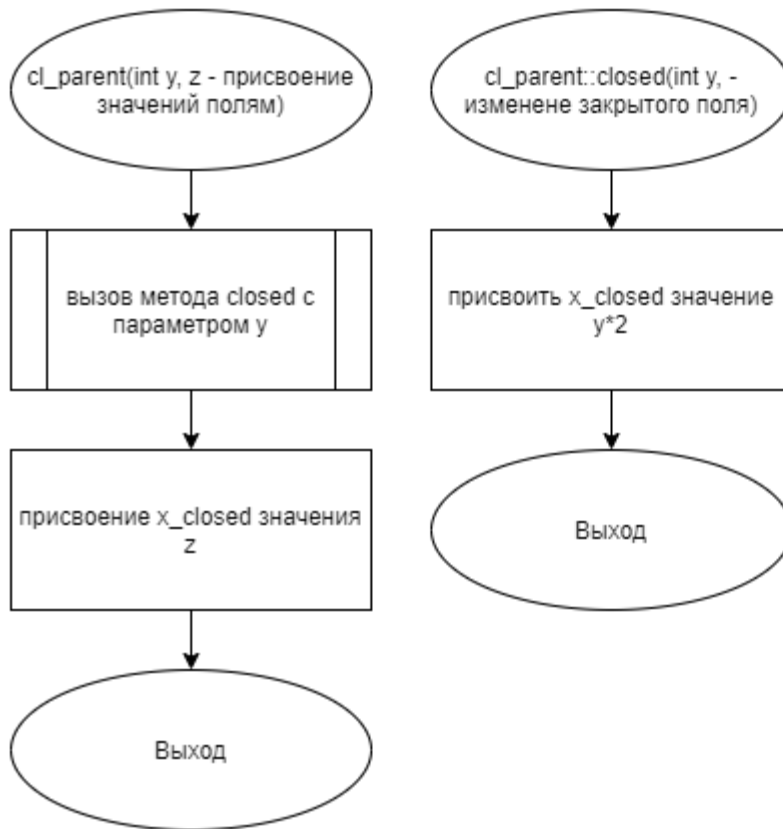 cl_parent(int y, z - присвоение
значений полям)
вызов метода closed с
параметром y
присвоение x_closed значения
z
Выход
cl_parent::closed(int y, -
изменене закрытого поля)
присвоить x_closed значение
y*2
Выход